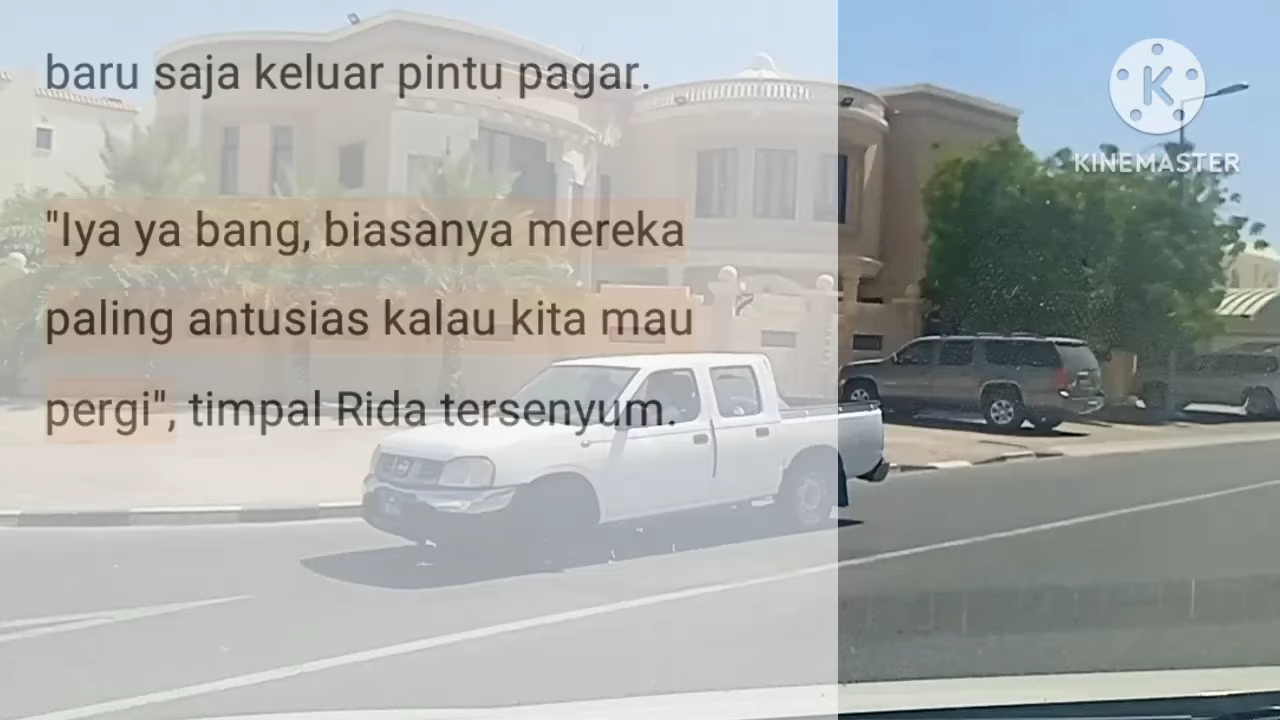 baru saja keluar pintu pagar.
"Iya ya bang, biasanya mereka
paling antusias kalau kita mau
pergi", timpal Rida tersenyum.
K
KINEMASTER